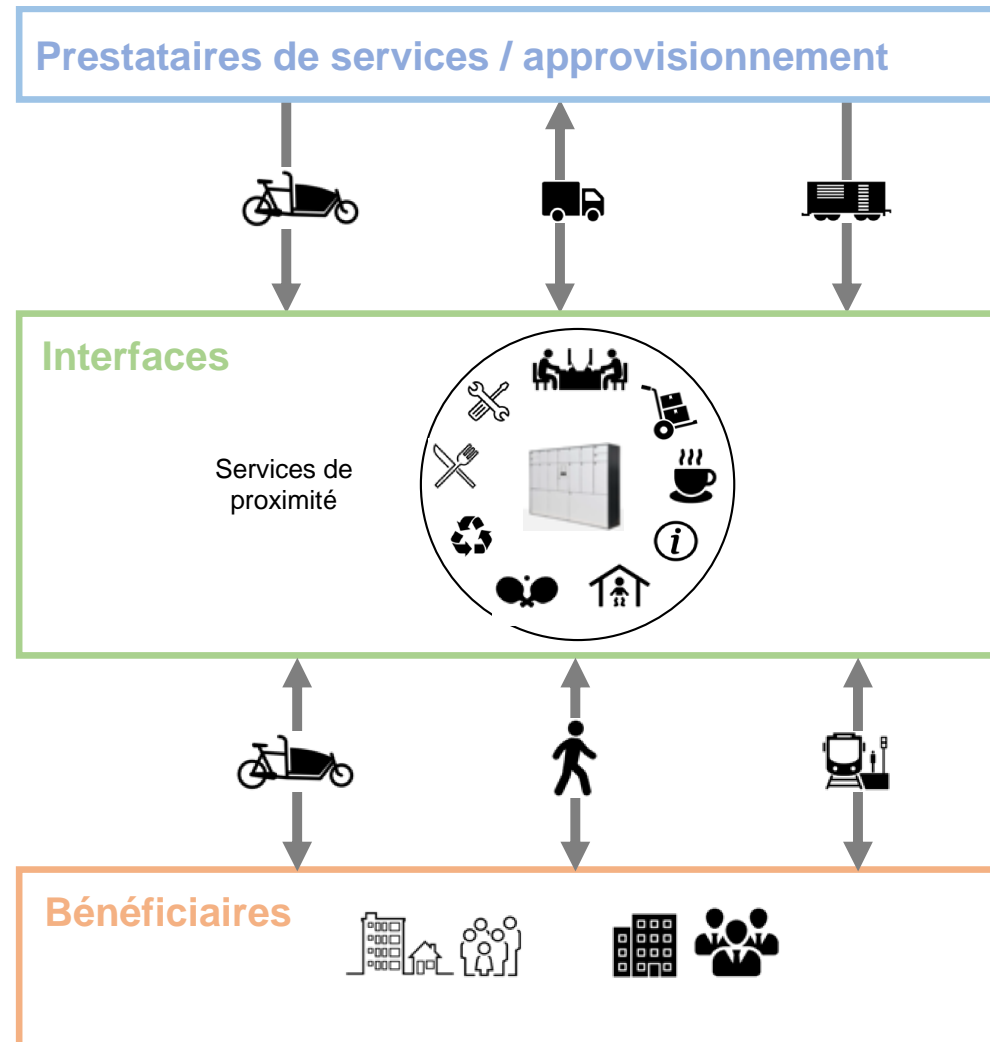 Prestataires de services / approvisionnement
Interfaces
Services de
proximité
i
Bénéficiaires